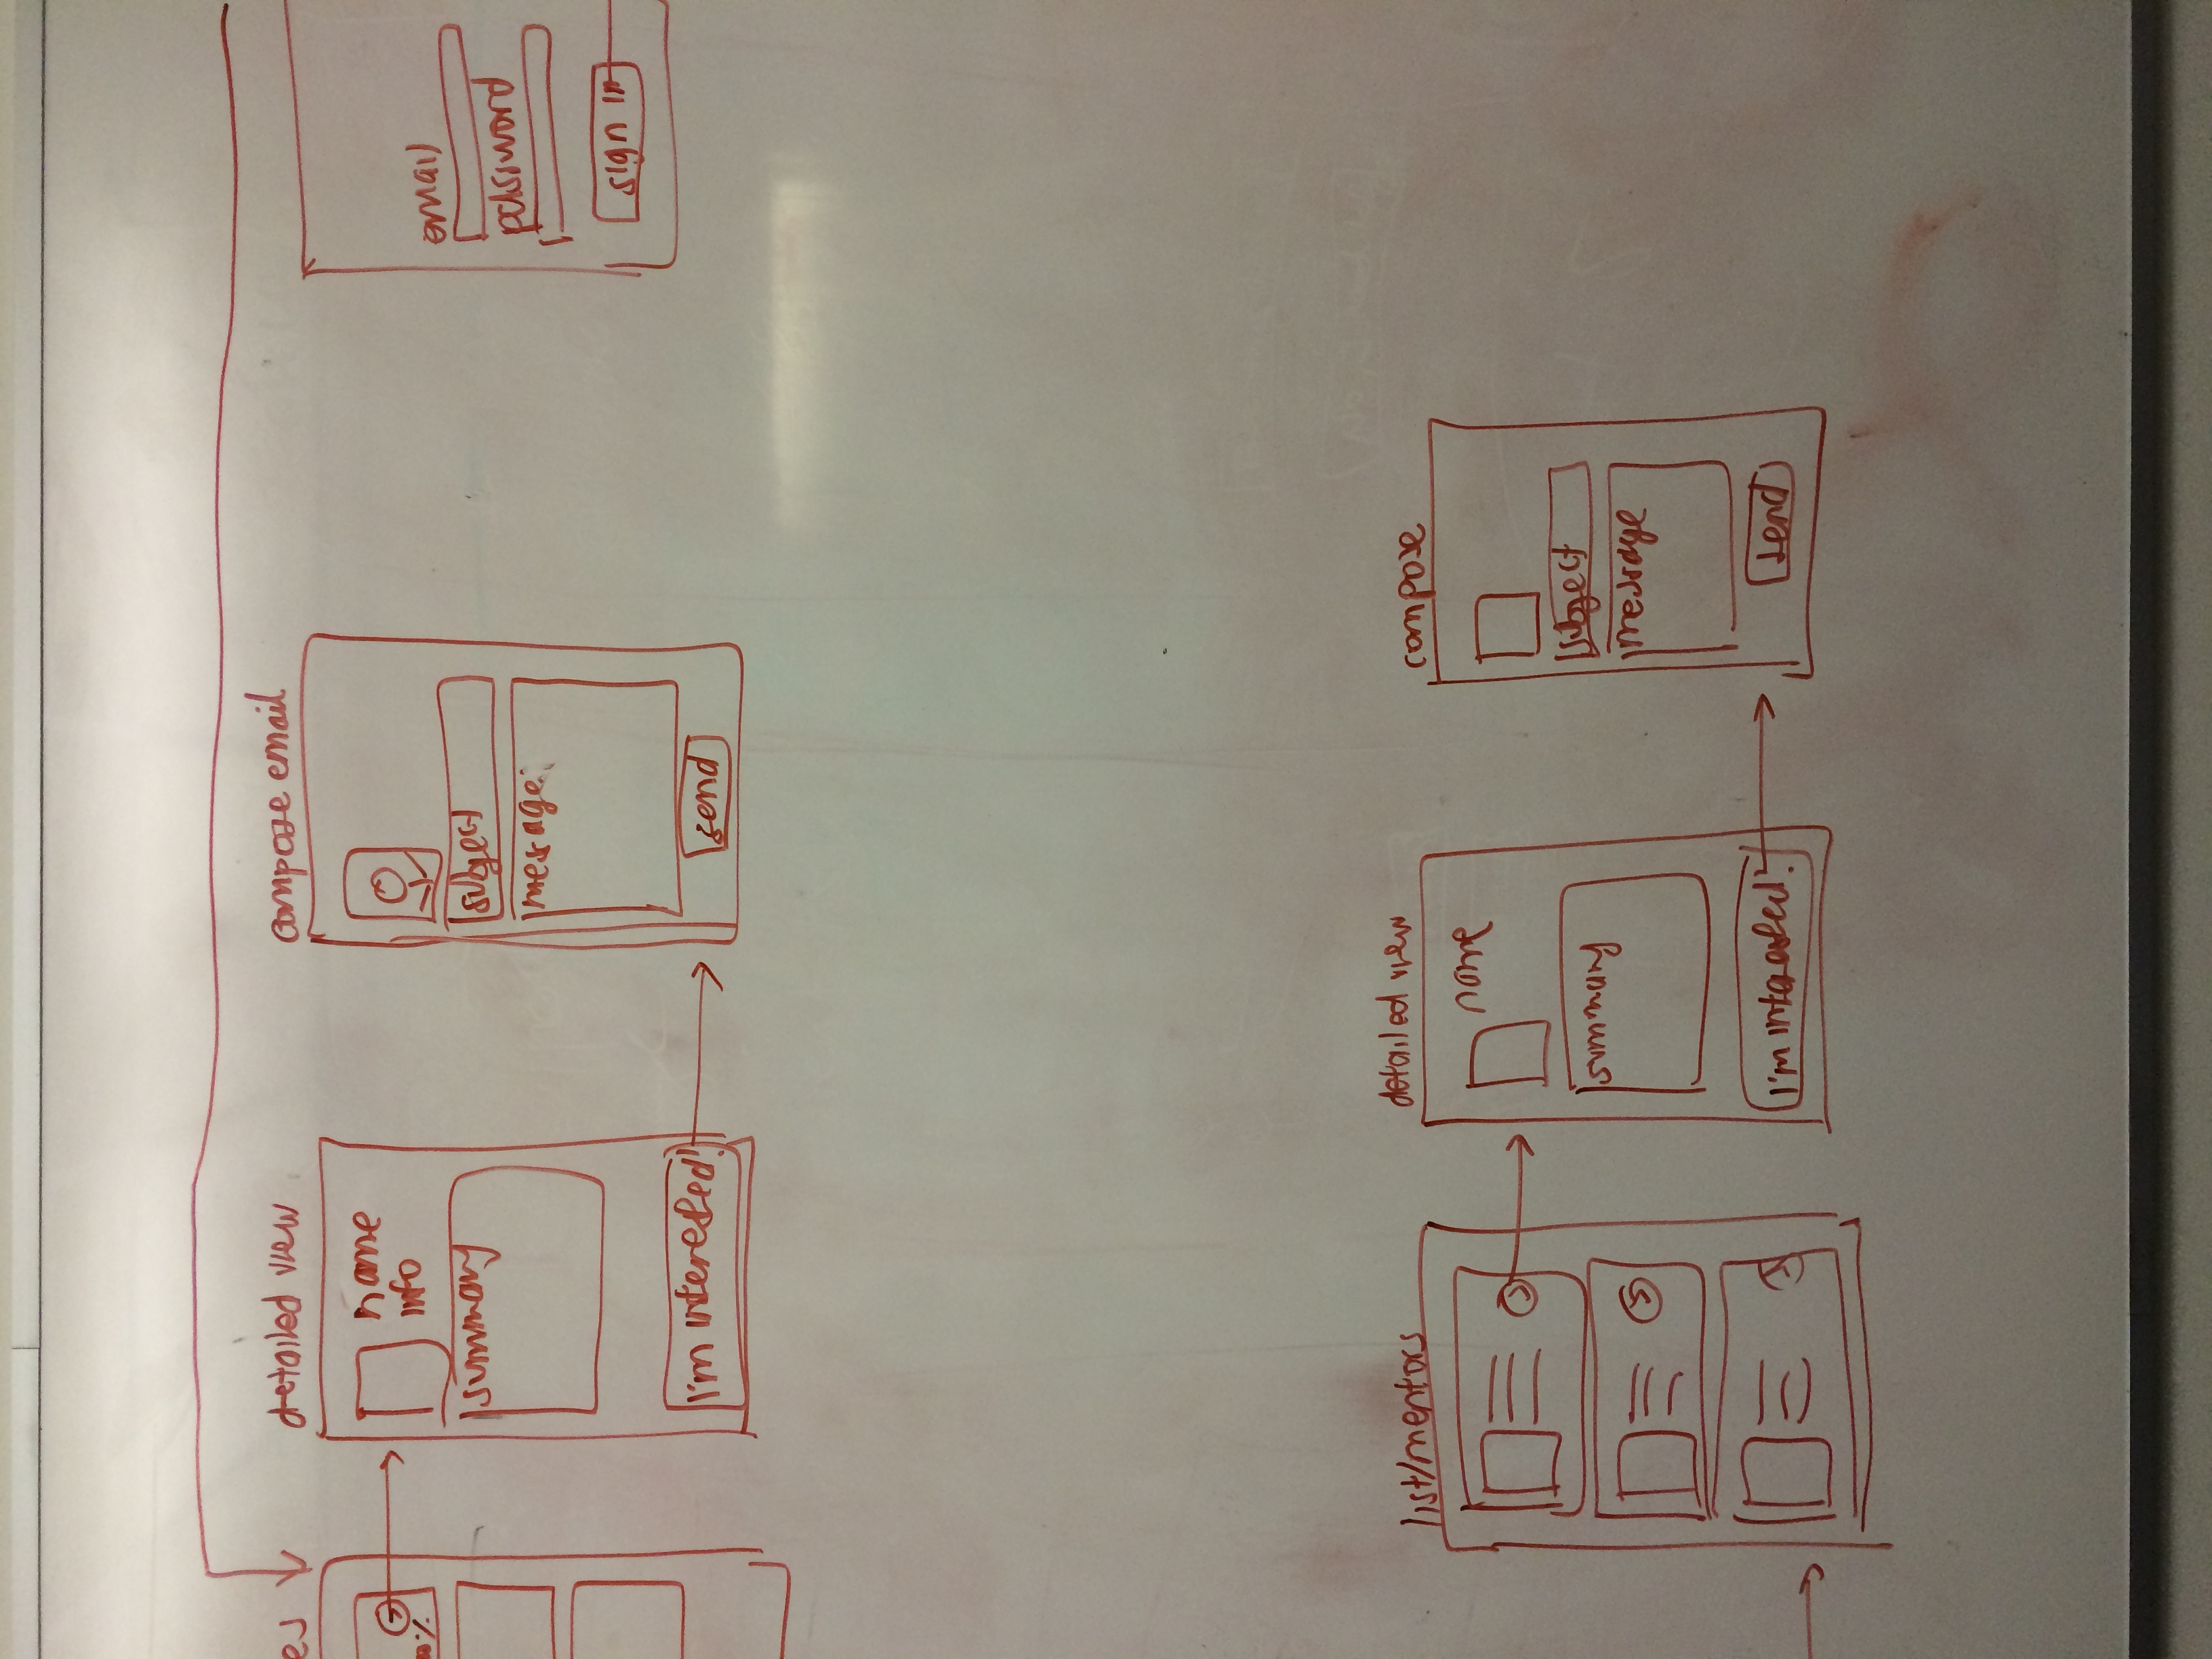 detailed view
compose email
name
info
summary
I'm interested!
subject
message:
send
email
password
sign in
list/mentors
detailed view
name
summary
I'm interested!
compose
subject
message
send